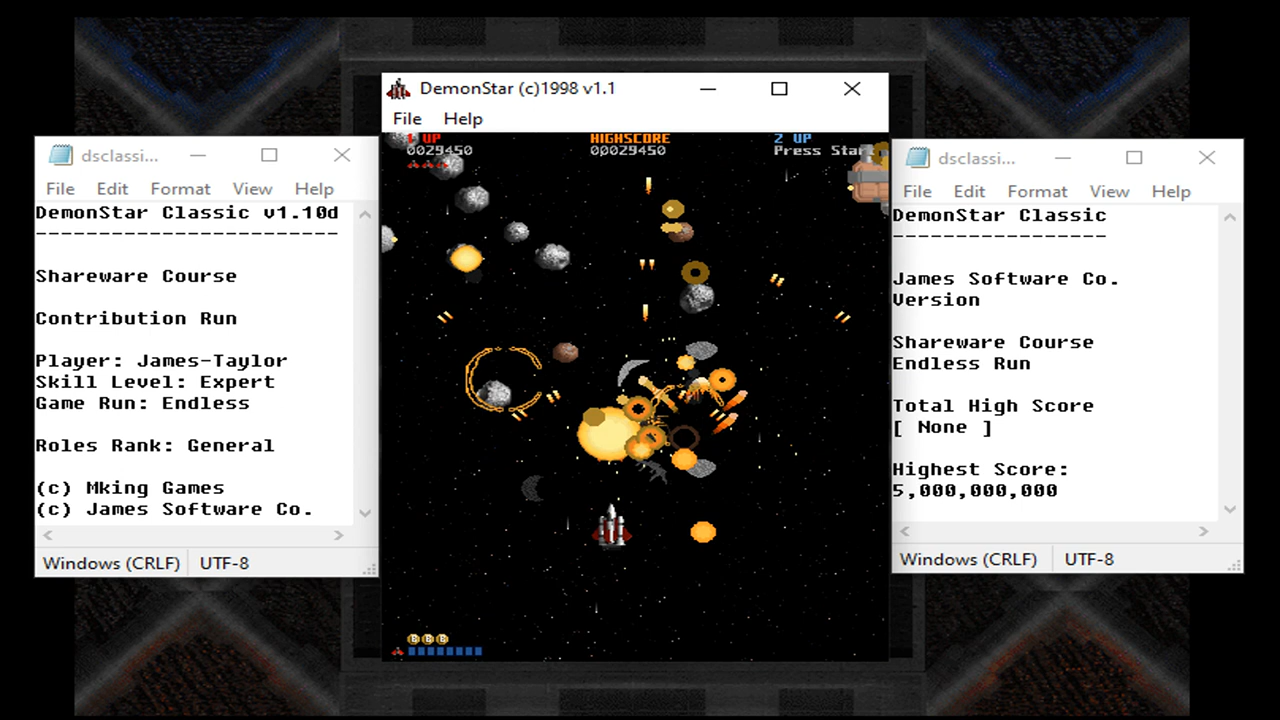 dsclassi...
File Edit Format View Help
DemonStar Classic v1.10d
------------------------
Shareware Course
Contribution Run
Player: James-Taylor
Skill Level: Expert
Game Run: Endless
Roles Rank: General
(c) Mking Games
(c) James Software Co.
Windows (CRLF) UTF-8
DemonStar (c)1998 v1.1
File Help
1 UP HIGHSCORE 2 UP
0029450 00029450 Press Start
B B B
dsclassi...
File Edit Format View Help
DemonStar Classic
-----------------
James Software Co.
Version
Shareware Course
Endless Run
Total High Score
[ None ]
Highest Score:
5,000,000,000
Windows (CRLF) UTF-8